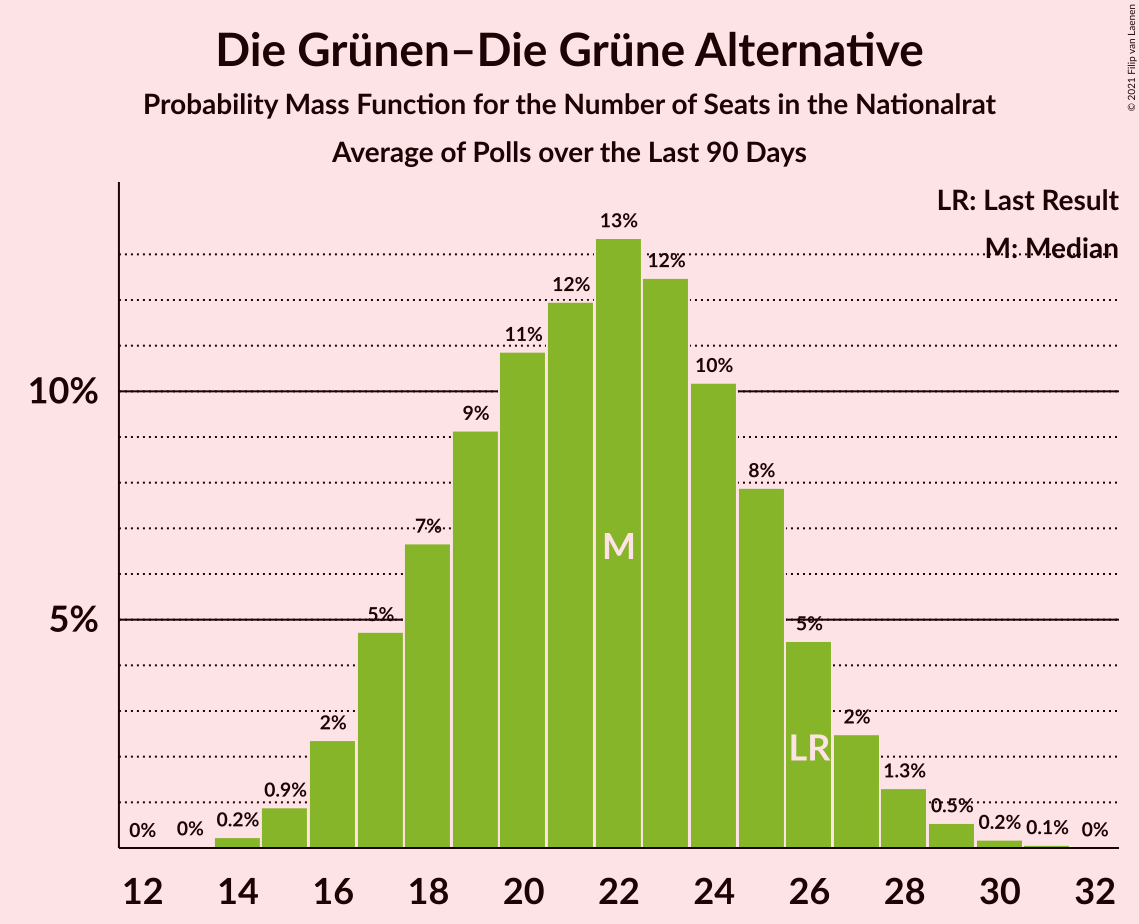 Die Grünen–Die Grüne Alternative
Probability Mass Function for the Number of Seats in the Nationalrat
Average of Polls over the Last 90 Days
© 2021 Filip van Laenen
LR: Last Result
M: Median
13%
12%
12%
11%
10%
10%
9%
8%
7%
5%
5%
5%
2%
2%
1.3%
0.9%
0.5%
0.2%
0.2%
0.1%
0%
0%
0%
M
LR
12 14 16 18 20 22 24 26 28 30 32